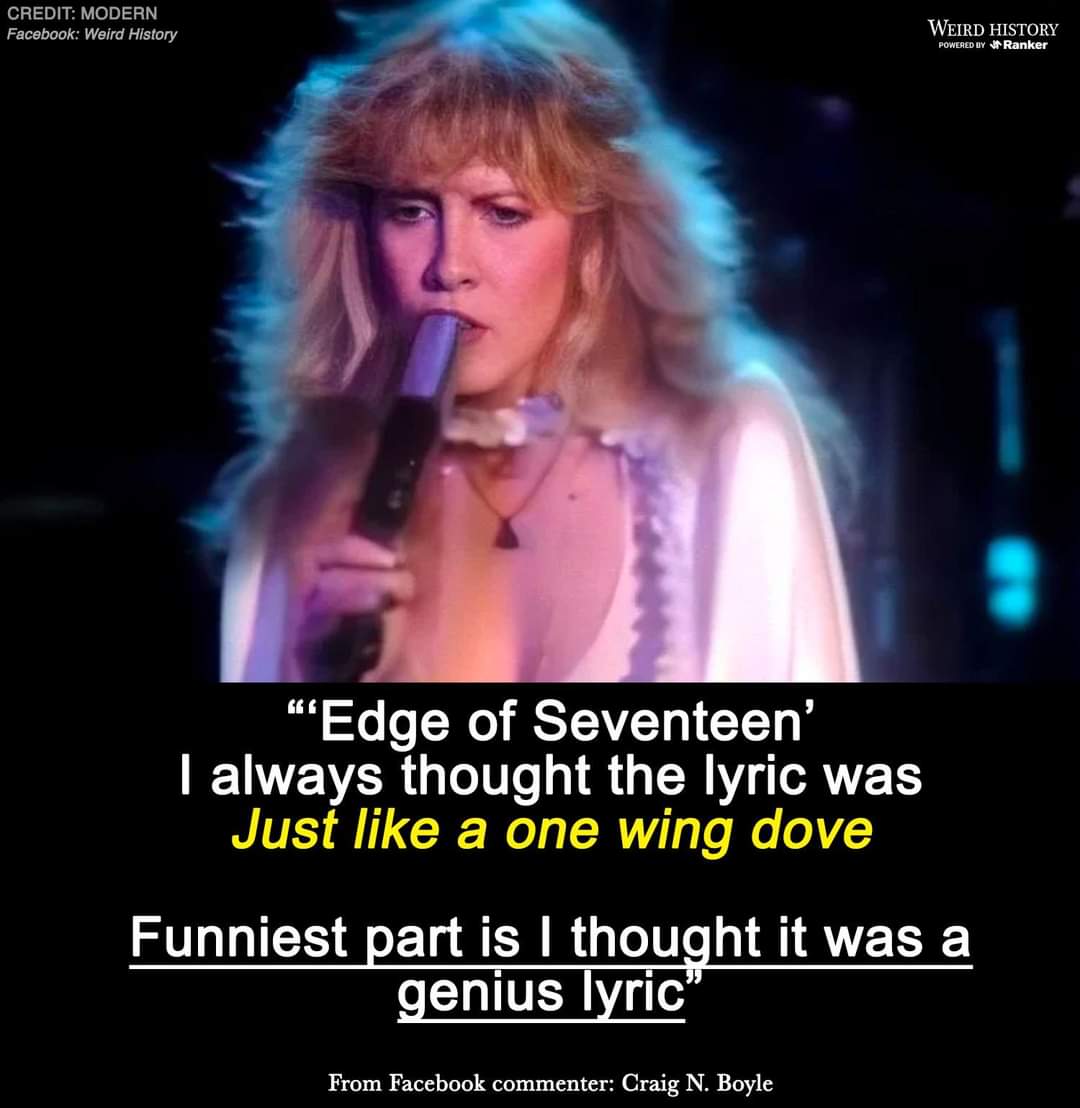 CREDIT: MODERN
Facebook: Weird History
WEIRD HISTORY
POWERED BY Ranker
“‘Edge of Seventeen’
I always thought the lyric was
Just like a one wing dove
Funniest part is I thought it was a
genius lyric”
From Facebook commenter: Craig N. Boyle